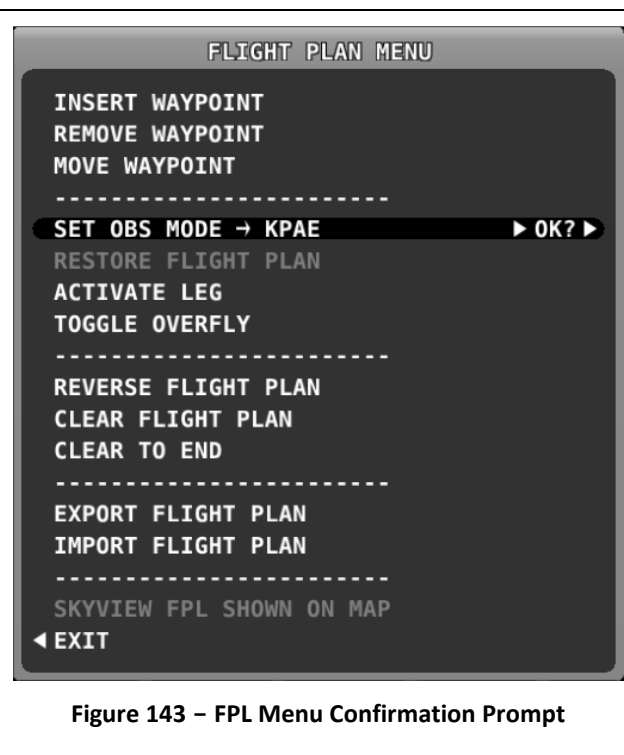 FLIGHT PLAN MENU
INSERT WAYPOINT
REMOVE WAYPOINT
MOVE WAYPOINT
------------------------
SET OBS MODE → KPAE ▶ OK? ▶
RESTORE FLIGHT PLAN
ACTIVATE LEG
TOGGLE OVERFLY
------------------------
REVERSE FLIGHT PLAN
CLEAR FLIGHT PLAN
CLEAR TO END
------------------------
EXPORT FLIGHT PLAN
IMPORT FLIGHT PLAN
------------------------
SKYVIEW FPL SHOWN ON MAP
◀ EXIT
Figure 143 – FPL Menu Confirmation Prompt